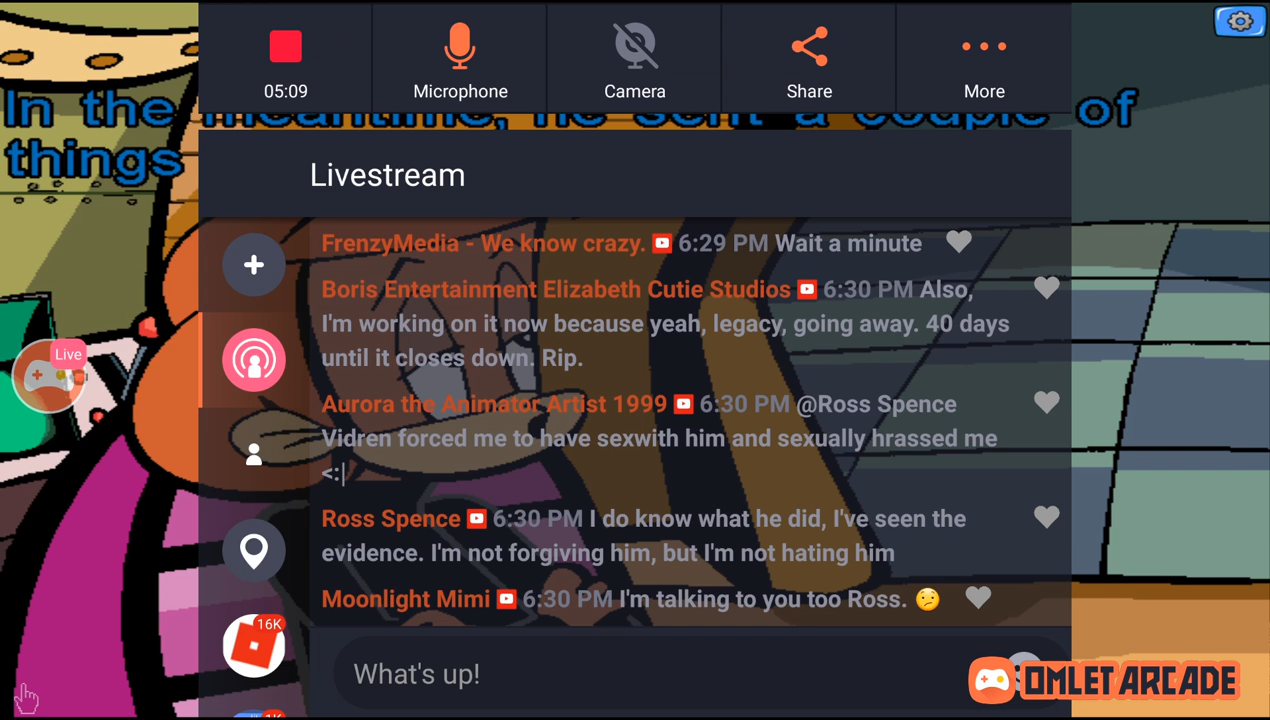 05:09
Microphone
Camera
Share
More
In the meantime, he sent a couple of
things
Livestream
FrenzyMedia - We know crazy. 6:29 PM Wait a minute
Boris Entertainment Elizabeth Cutie Studios 6:30 PM Also,
I'm working on it now because yeah, legacy, going away. 40 days
until it closes down. Rip.
Live
Aurora the Animator Artist 1999 6:30 PM @Ross Spence
Vidren forced me to have sexwith him and sexually hrassed me
<:|
Ross Spence 6:30 PM I do know what he did, I've seen the
evidence. I'm not forgiving him, but I'm not hating him
Moonlight Mimi 6:30 PM I'm talking to you too Ross. 😕
16K
What's up!
OMLET ARCADE
1K